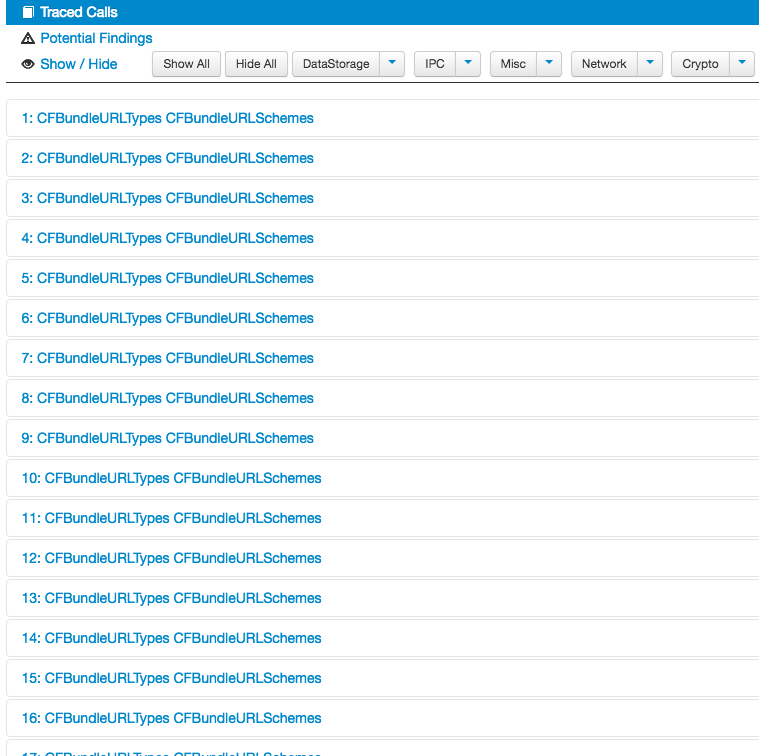 Traced Calls
Potential Findings
Show / Hide Show All Hide All DataStorage IPC Misc Network Crypto
1: CFBundleURLTypes CFBundleURLSchemes
2: CFBundleURLTypes CFBundleURLSchemes
3: CFBundleURLTypes CFBundleURLSchemes
4: CFBundleURLTypes CFBundleURLSchemes
5: CFBundleURLTypes CFBundleURLSchemes
6: CFBundleURLTypes CFBundleURLSchemes
7: CFBundleURLTypes CFBundleURLSchemes
8: CFBundleURLTypes CFBundleURLSchemes
9: CFBundleURLTypes CFBundleURLSchemes
10: CFBundleURLTypes CFBundleURLSchemes
11: CFBundleURLTypes CFBundleURLSchemes
12: CFBundleURLTypes CFBundleURLSchemes
13: CFBundleURLTypes CFBundleURLSchemes
14: CFBundleURLTypes CFBundleURLSchemes
15: CFBundleURLTypes CFBundleURLSchemes
16: CFBundleURLTypes CFBundleURLSchemes
17: CFBundleURLTypes CFBundleURLSchemes